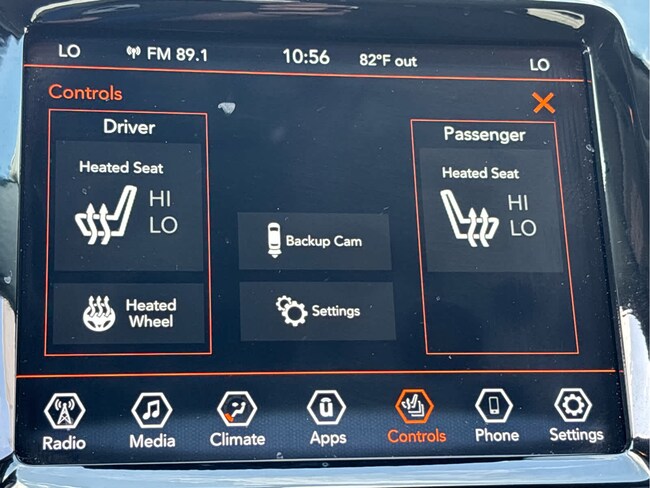 LO FM 89.1 10:56 82°F out LO
Controls
Driver
Heated Seat
HI
LO
Heated
Wheel
Backup Cam
Settings
Passenger
Heated Seat
HI
LO
Radio Media Climate Apps Controls Phone Settings